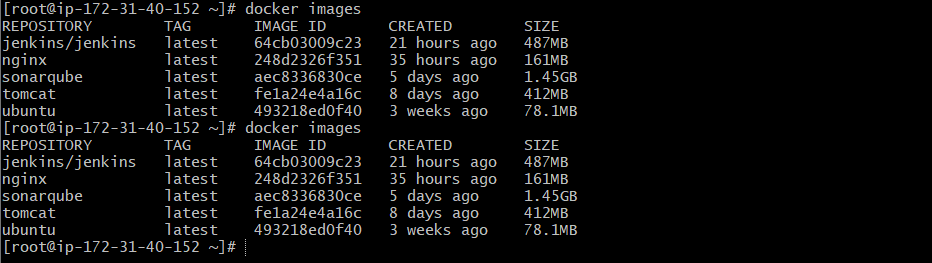 [root@ip-172-31-40-152 ~]# docker images
REPOSITORY TAG IMAGE ID CREATED SIZE
jenkins/jenkins latest 64cb03009c23 21 hours ago 487MB
nginx latest 248d2326f351 35 hours ago 161MB
sonarqube latest aec8336830ce 5 days ago 1.45GB
tomcat latest fe1a24e4a16c 8 days ago 412MB
ubuntu latest 493218ed0f40 3 weeks ago 78.1MB
[root@ip-172-31-40-152 ~]# docker images
REPOSITORY TAG IMAGE ID CREATED SIZE
jenkins/jenkins latest 64cb03009c23 21 hours ago 487MB
nginx latest 248d2326f351 35 hours ago 161MB
sonarqube latest aec8336830ce 5 days ago 1.45GB
tomcat latest fe1a24e4a16c 8 days ago 412MB
ubuntu latest 493218ed0f40 3 weeks ago 78.1MB
[root@ip-172-31-40-152 ~]#